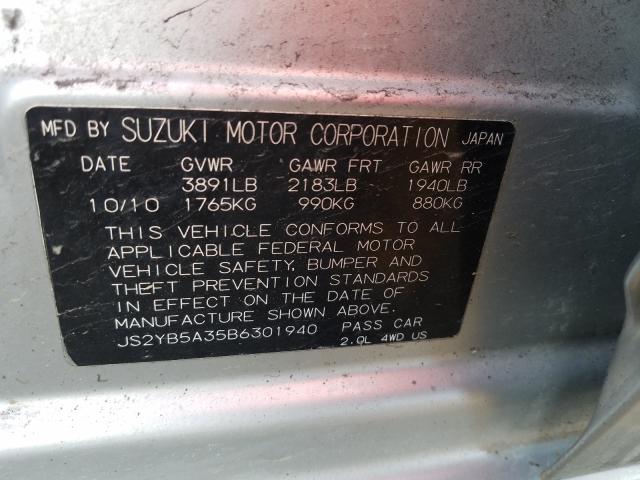 MFD BY SUZUKI MOTOR CORPORATION JAPAN
DATE GVWR GAWR FRT GAWR RR
3891LB 2183LB 1940LB
10/10 1765KG 990KG 880KG
THIS VEHICLE CONFORMS TO ALL
APPLICABLE FEDERAL MOTOR
VEHICLE SAFETY, BUMPER AND
THEFT PREVENTION STANDARDS
IN EFFECT ON THE DATE OF
MANUFACTURE SHOWN ABOVE.
JS2YB5A35B6301940 PASS CAR
2.0L 4WD US